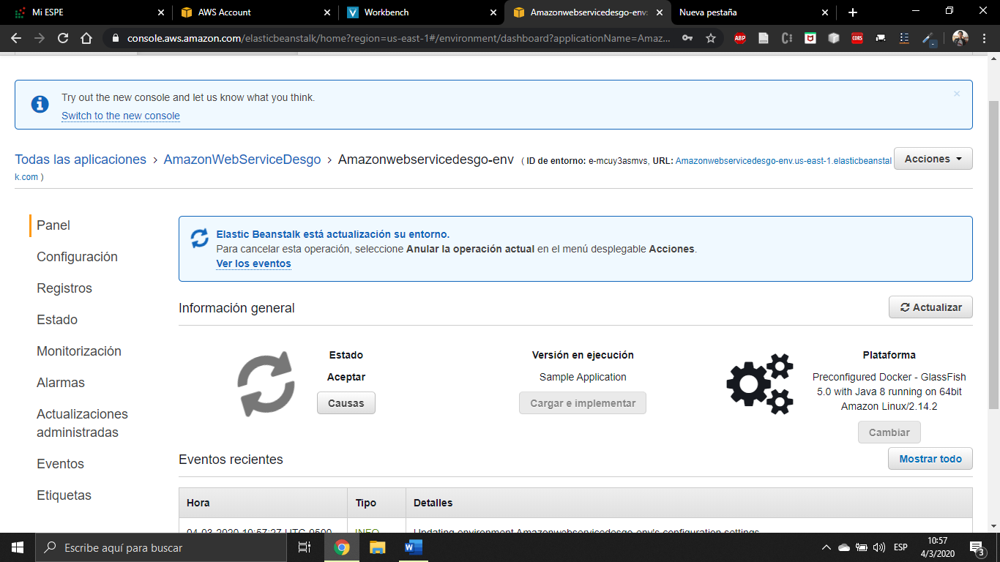 Mi ESPE
AWS Account
Workbench
Amazonwebservicedesgo-env:
Nueva pestaña
console.aws.amazon.com/elasticbeanstalk/home?region=us-east-1#/environment/dashboard?applicationName=Amaz...
ABP
CORS
Try out the new console and let us know what you think.
Switch to the new console
Todas las aplicaciones > AmazonWebServiceDesgo > Amazonwebservicedesgo-env ( ID de entorno: e-mcuy3asmvs, URL: Amazonwebservicedesgo-env.us-east-1.elasticbeanstal
k.com )
Acciones
Panel
Configuración
Registros
Estado
Monitorización
Alarmas
Actualizaciones
administradas
Eventos
Etiquetas
Elastic Beanstalk está actualización su entorno.
Para cancelar esta operación, seleccione Anular la operación actual en el menú desplegable Acciones.
Ver los eventos
Información general
Actualizar
Estado
Aceptar
Causas
Versión en ejecución
Sample Application
Cargar e implementar
Plataforma
Preconfigured Docker - GlassFish
5.0 with Java 8 running on 64bit
Amazon Linux/2.14.2
Cambiar
Eventos recientes
Mostrar todo
Hora Tipo Detalles
04-03-2020 10:57:27 UTC-0500 INFO Updating environment Amazonwebservicedesgo-env's configuration settings.
Escribe aquí para buscar
ESP
10:57
4/3/2020
3